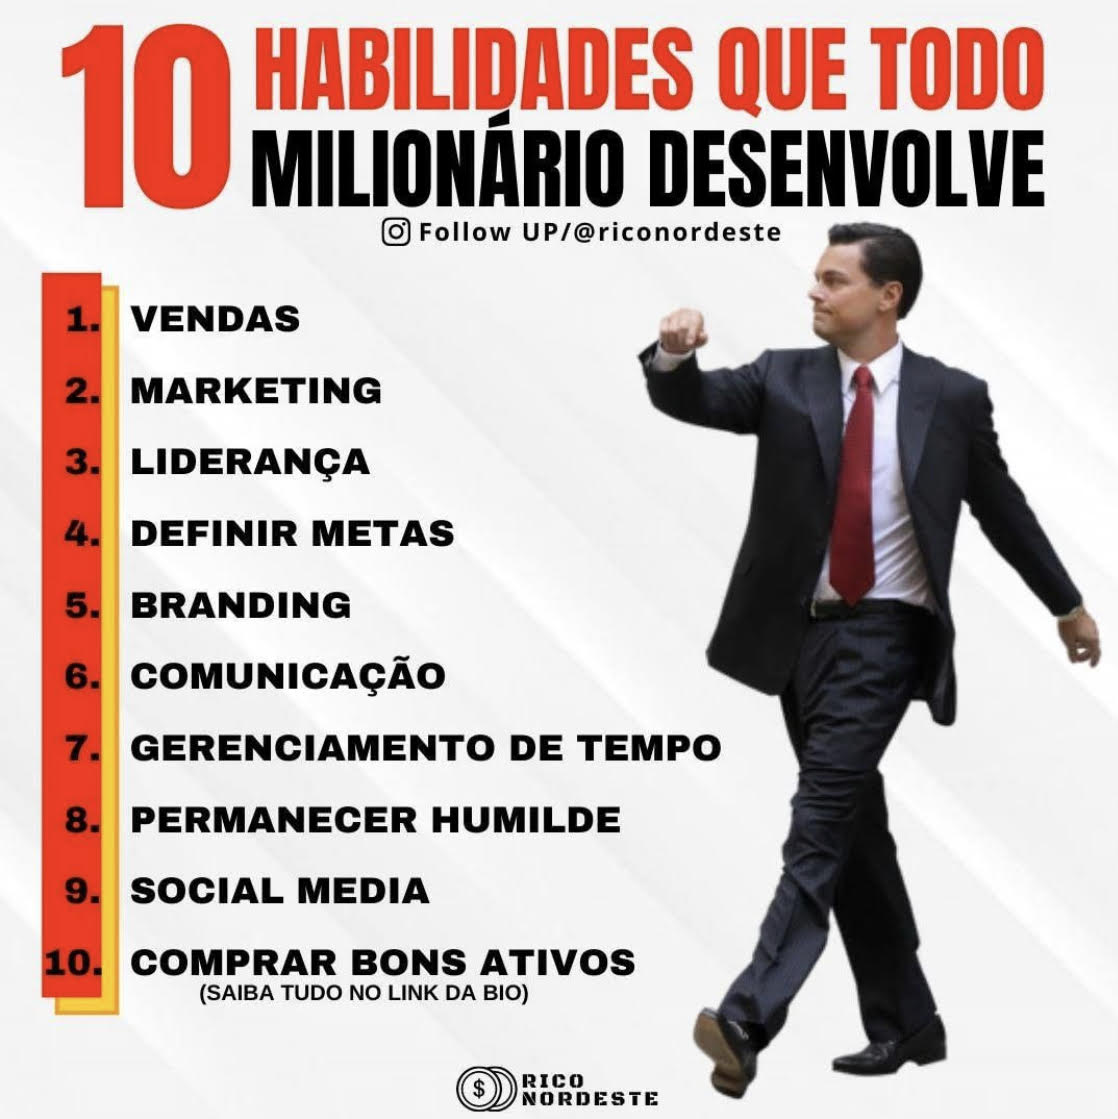 10 HABILIDADES QUE TODO
MILIONÁRIO DESENVOLVE
Follow UP/@riconordeste
1. VENDAS
2. MARKETING
3. LIDERANÇA
4. DEFINIR METAS
5. BRANDING
6. COMUNICAÇÃO
7. GERENCIAMENTO DE TEMPO
8. PERMANECER HUMILDE
9. SOCIAL MEDIA
10. COMPRAR BONS ATIVOS
(SAIBA TUDO NO LINK DA BIO)
$ RICO
NORDESTE